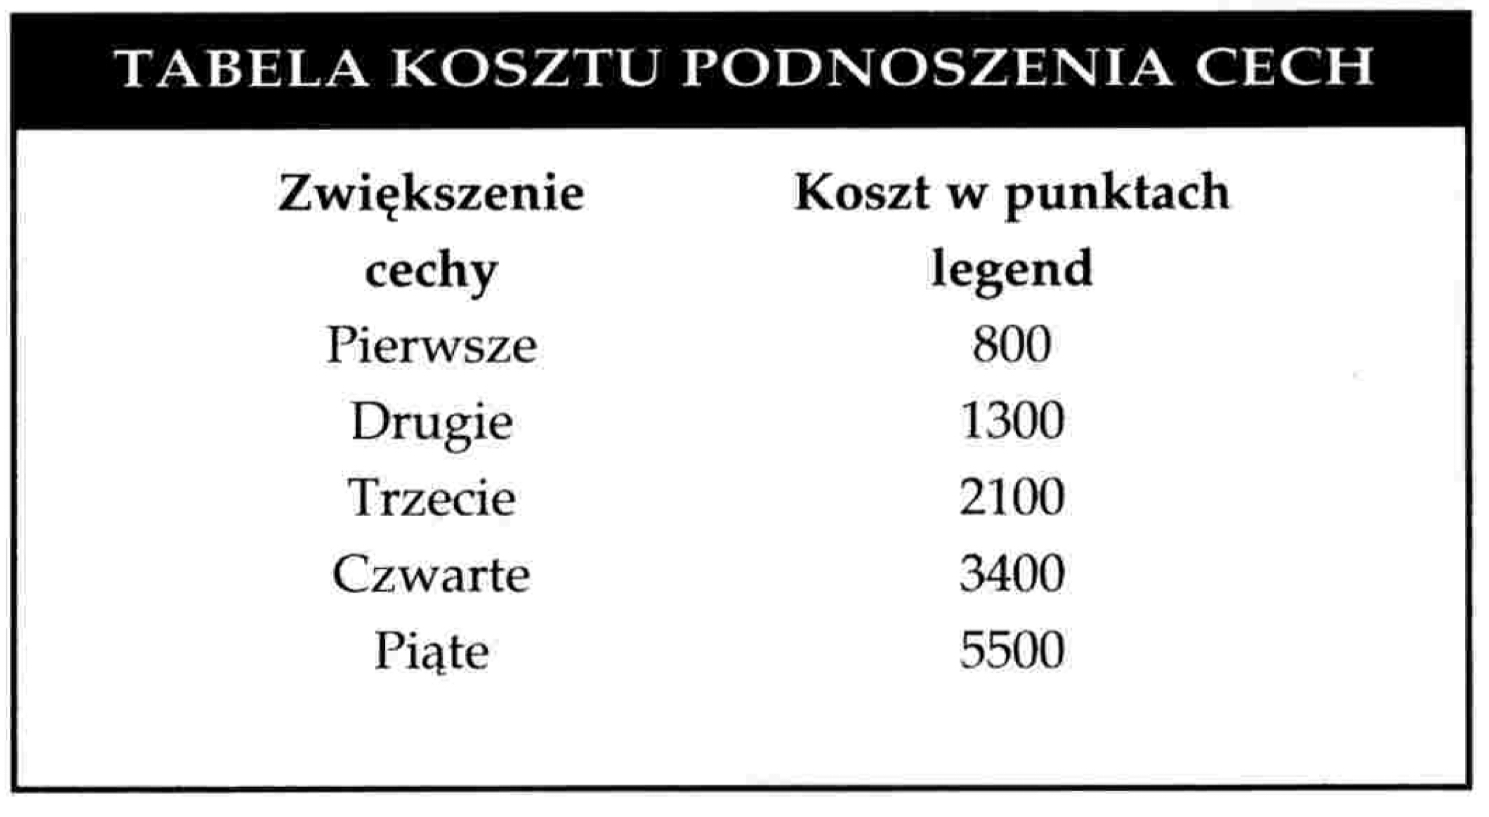 TABELA KOSZTU PODNOSZENIA CECH
Zwiększenie Koszt w punktach
cechy legend
Pierwsze 800
Drugie 1300
Trzecie 2100
Czwarte 3400
Piąte 5500